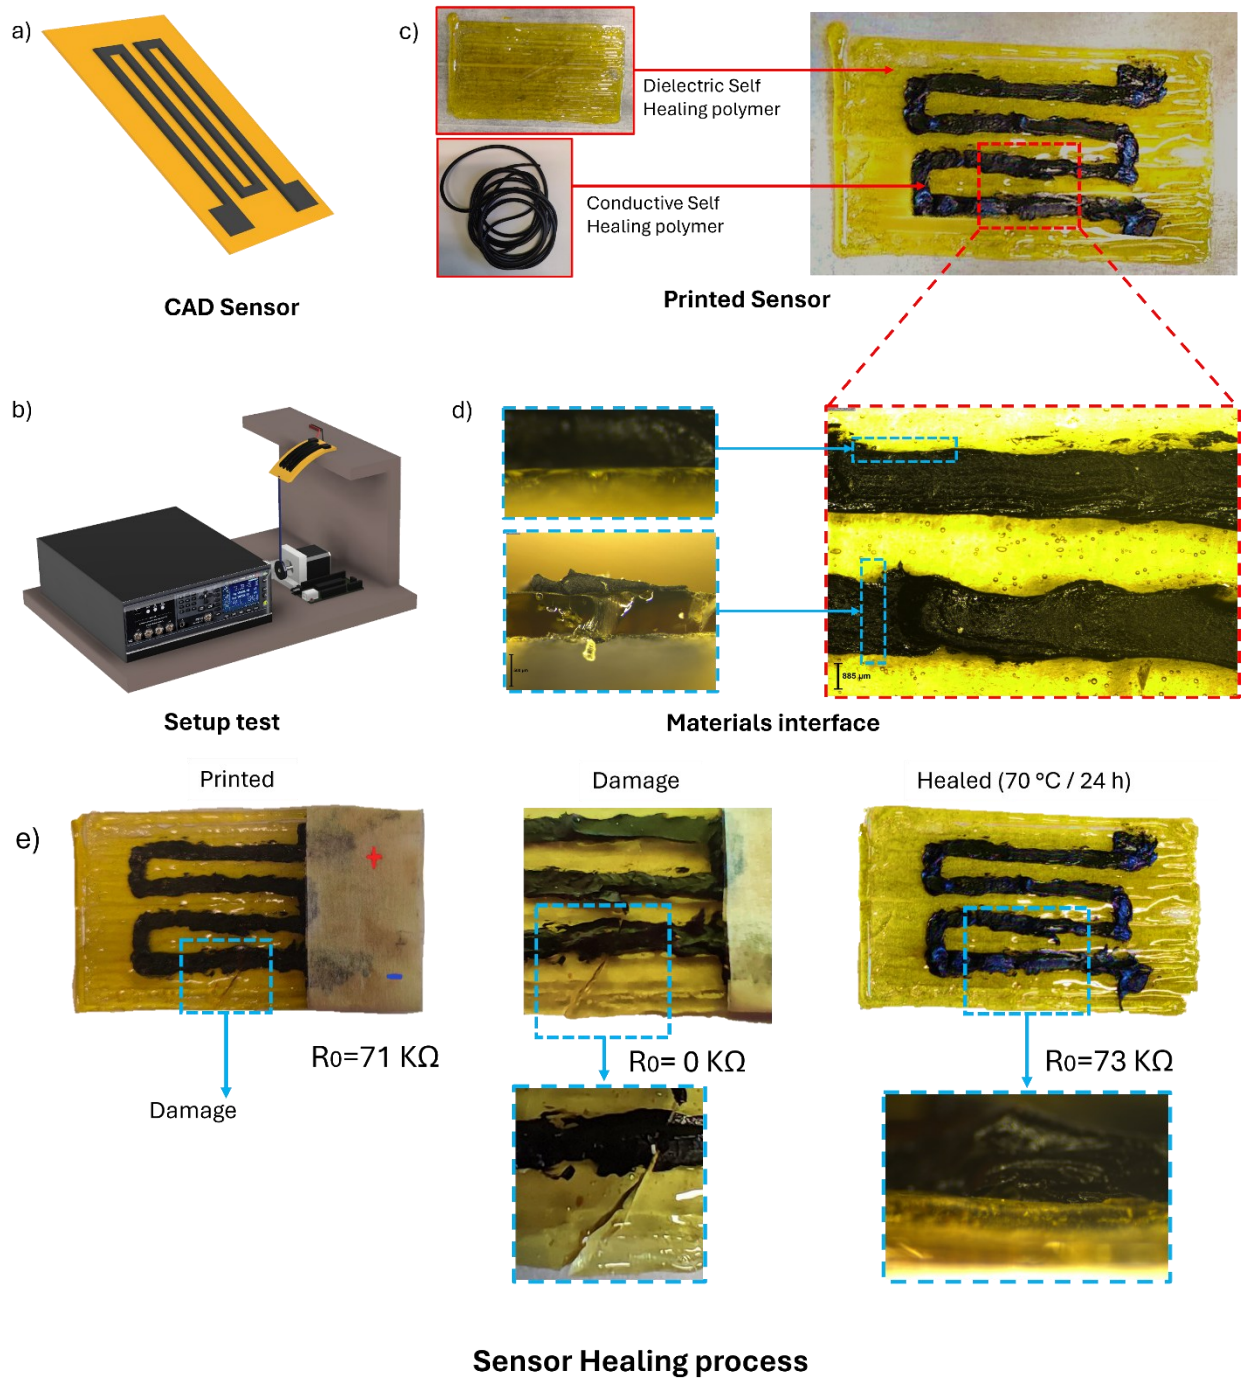 a)
CAD Sensor
c)
Dielectric Self
Healing polymer
Conductive Self
Healing polymer
Printed Sensor
b)
Setup test
d)
885 µm
Materials interface
e)
Printed
Damage
Healed (70 °C / 24 h)
+
-
R0=71 KΩ
R0= 0 KΩ
R0=73 KΩ
Damage
Sensor Healing process